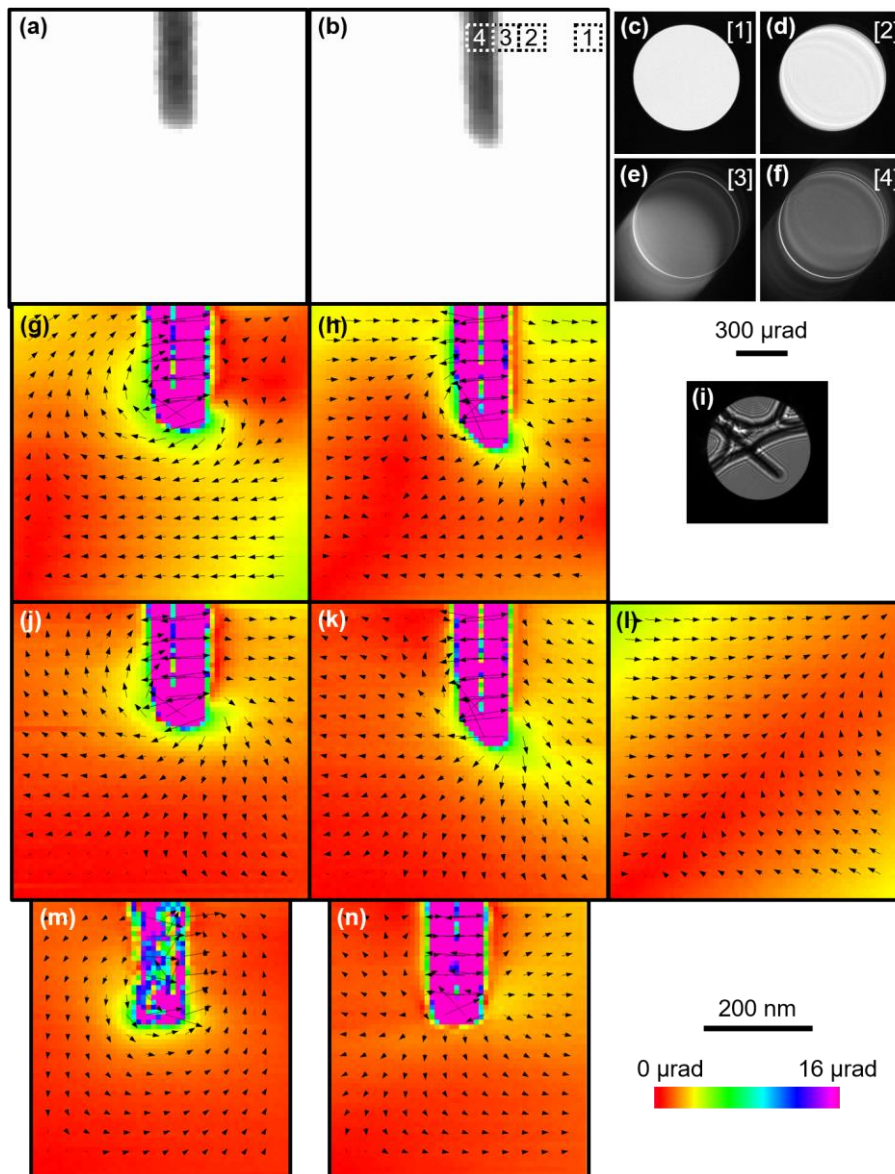 (a)
(b)
4 3 2 1
(c) [1]
(d) [2]
(e) [3]
(f) [4]
(g)
(h)
300 μrad
(i)
(j)
(k)
(l)
(m)
(n)
200 nm
0 μrad 16 μrad